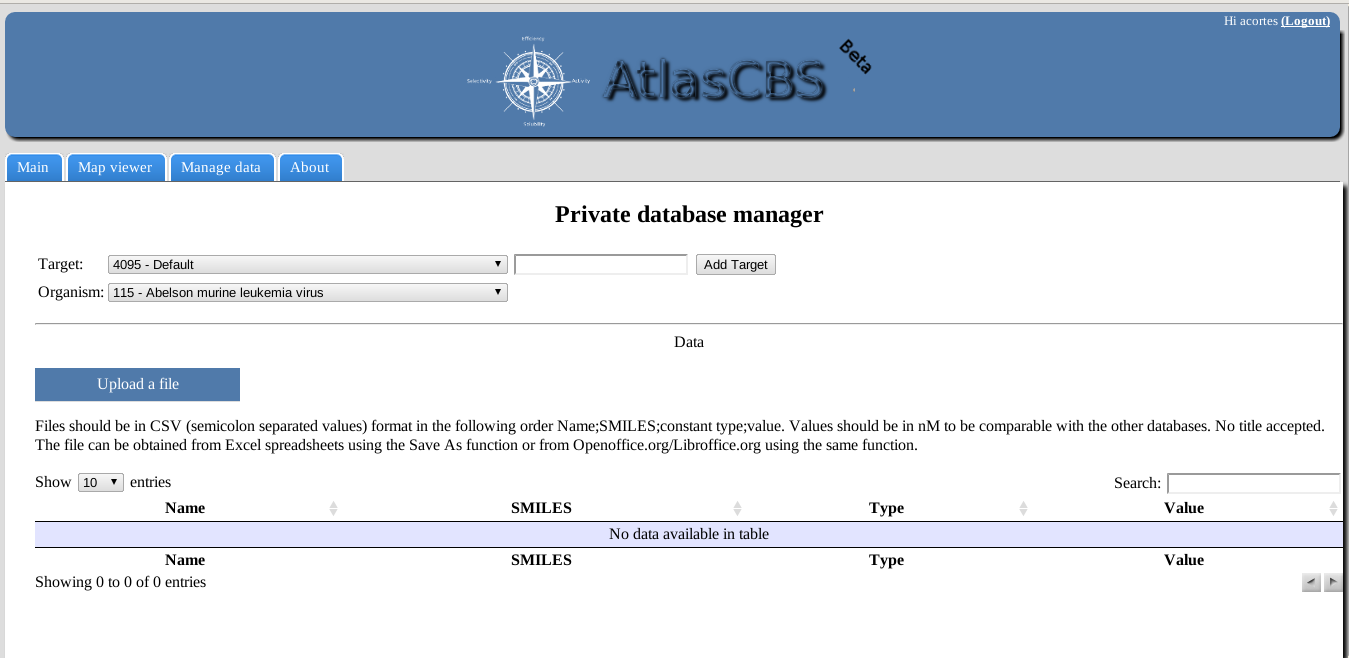 Hi acortes (Logout)
Efficiency
Selectivity
Activity
Solubility
AtlasCBS
Beta
Main
Map viewer
Manage data
About
Private database manager
Target: 4095 - Default Add Target
Organism: 115 - Abelson murine leukemia virus
Data
Upload a file
Files should be in CSV (semicolon separated values) format in the following order Name;SMILES;constant type;value. Values should be in nM to be comparable with the other databases. No title accepted.
The file can be obtained from Excel spreadsheets using the Save As function or from Openoffice.org/Libroffice.org using the same function.
Show 10 entries Search:
Name SMILES Type Value
No data available in table
Name SMILES Type Value
Showing 0 to 0 of 0 entries